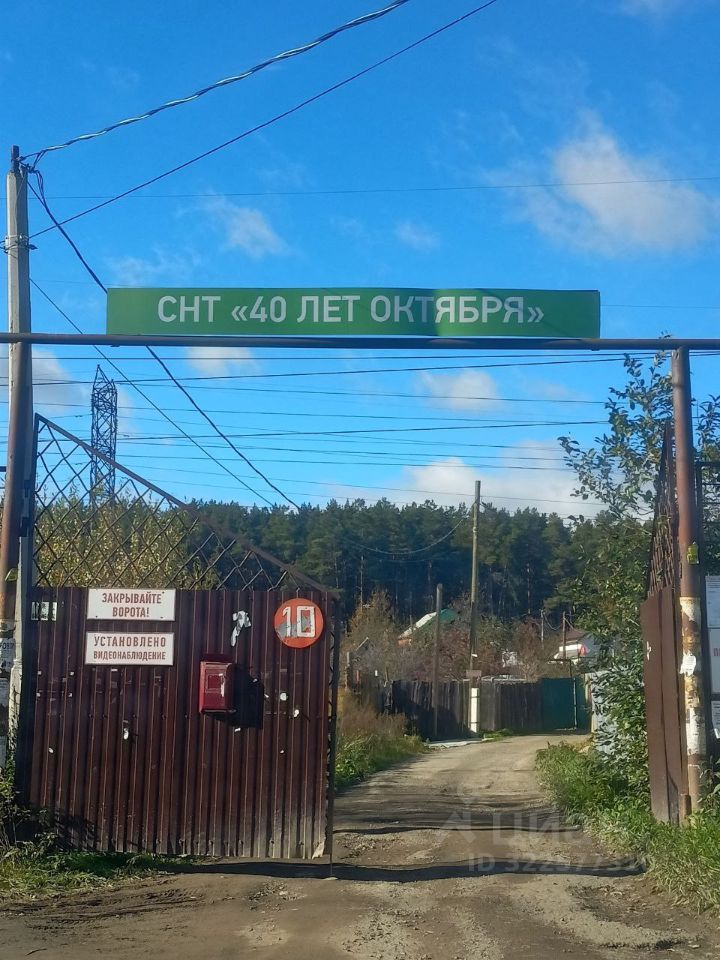 СНТ «40 ЛЕТ ОКТЯБРЯ»
ЗАКРЫВАЙТЕ
ВОРОТА!
10
УСТАНОВЛЕНО
ВИДЕОНАБЛЮДЕНИЕ